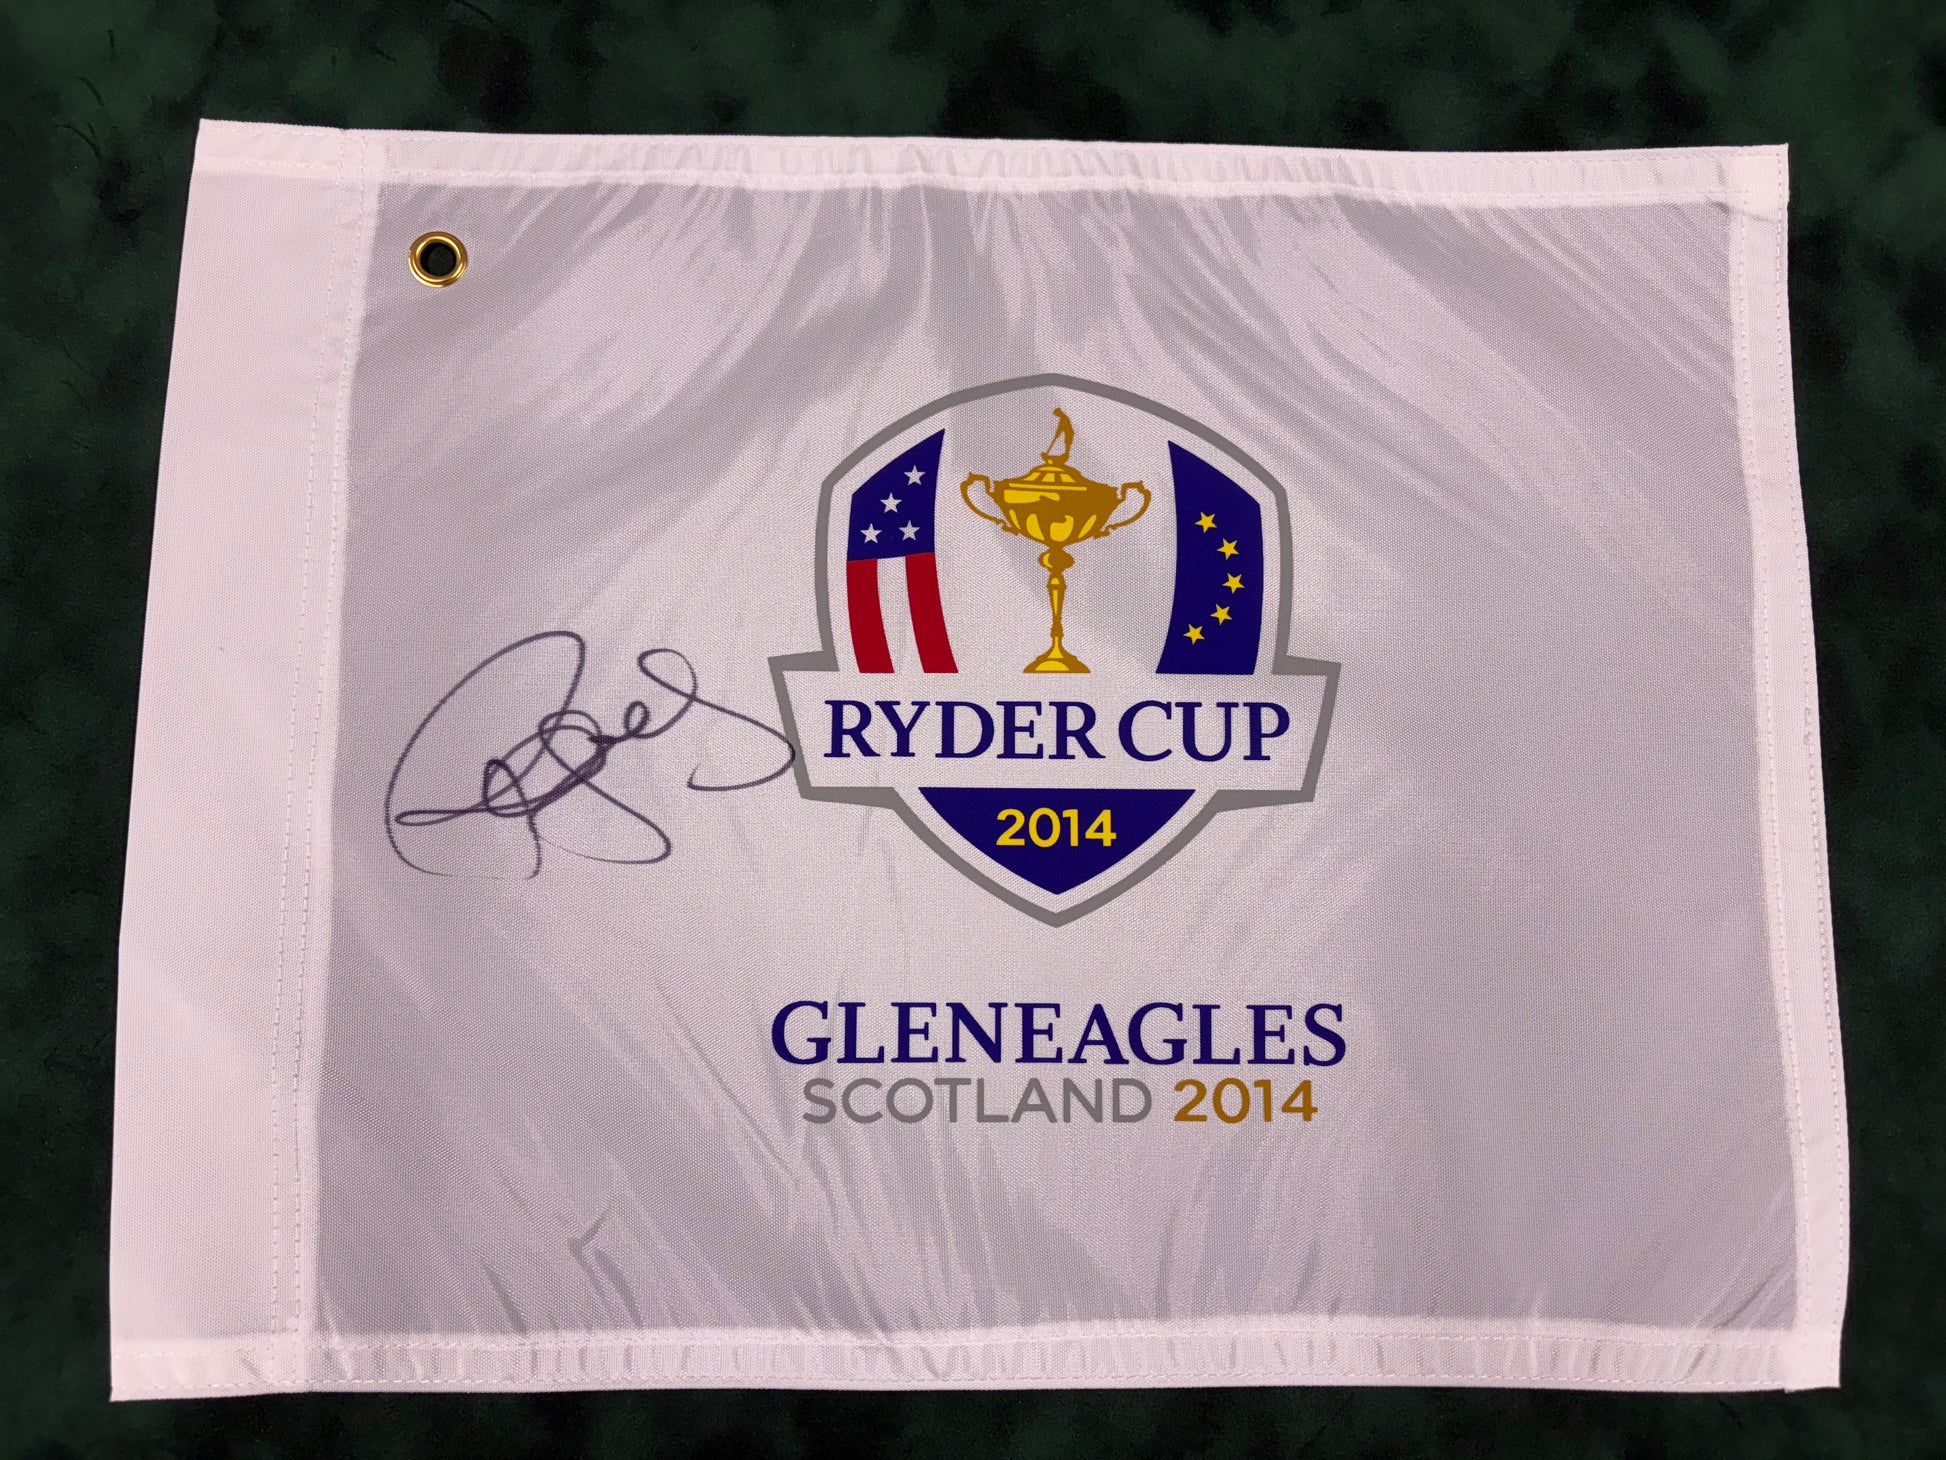 RYDER CUP
2014
GLENEAGLES
SCOTLAND 2014